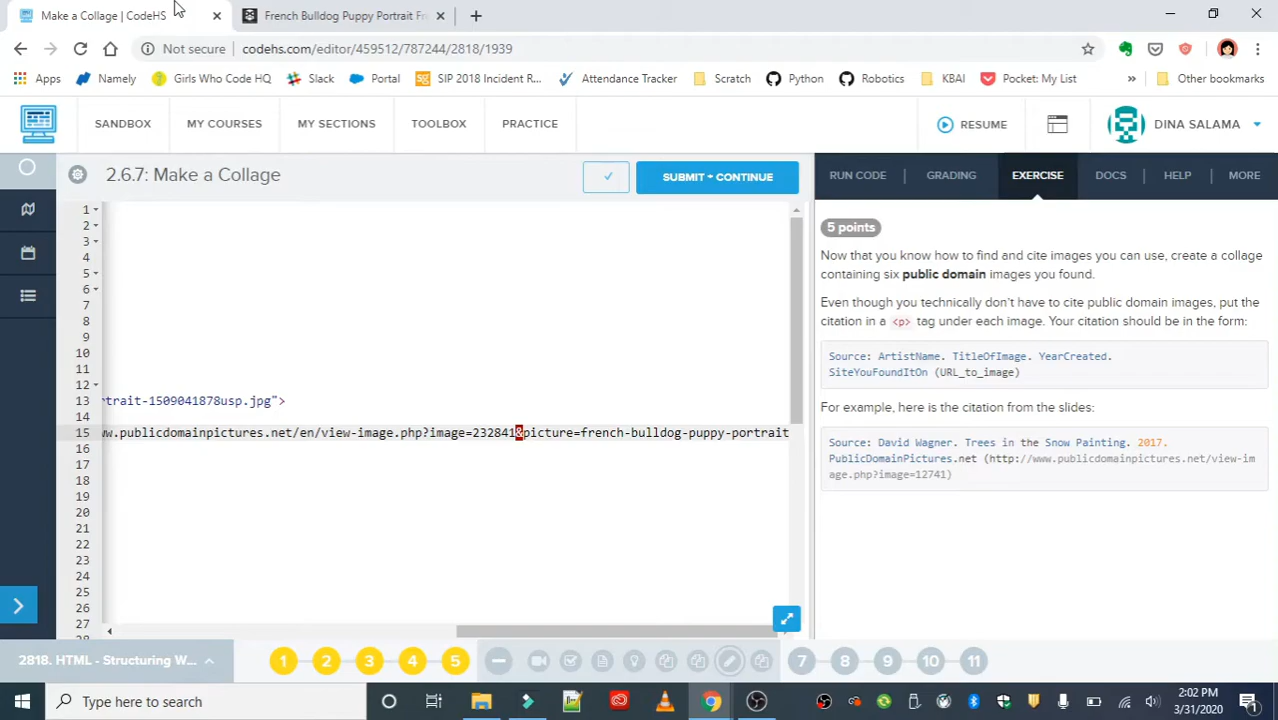 Make a Collage | CodeHS
French Bulldog Puppy Portrait Fr
Not secure
codehs.com/editor/459512/787244/2818/1939
Apps
Namely
Girls Who Code HQ
Slack
Portal
SIP 2018 Incident R...
Attendance Tracker
Scratch
Python
Robotics
KBAI
Pocket: My List
»
Other bookmarks
SANDBOX
MY COURSES
MY SECTIONS
TOOLBOX
PRACTICE
RESUME
DINA SALAMA
2.6.7: Make a Collage
SUBMIT + CONTINUE
RUN CODE
GRADING
EXERCISE
DOCS
HELP
MORE
1
2
3
4
5
6
7
8
9
10
11
12
13 trait-1509041878usp.jpg">
14
15 w.publicdomainpictures.net/en/view-image.php?image=232841&picture=french-bulldog-puppy-portrait
16
17
18
19
20
21
22
23
24
25
26
27
28
5 points
Now that you know how to find and cite images you can use, create a collage
containing six public domain images you found.
Even though you technically don't have to cite public domain images, put the
citation in a <p> tag under each image. Your citation should be in the form:
Source: ArtistName. TitleOfImage. YearCreated.
SiteYouFoundItOn (URL_to_image)
For example, here is the citation from the slides:
Source: David Wagner. Trees in the Snow Painting. 2017.
PublicDomainPictures.net (http://www.publicdomainpictures.net/view-im
age.php?image=12741)
2818. HTML - Structuring W...
1
2
3
4
5
7
8
9
10
11
Type here to search
2:02 PM
3/31/2020
1